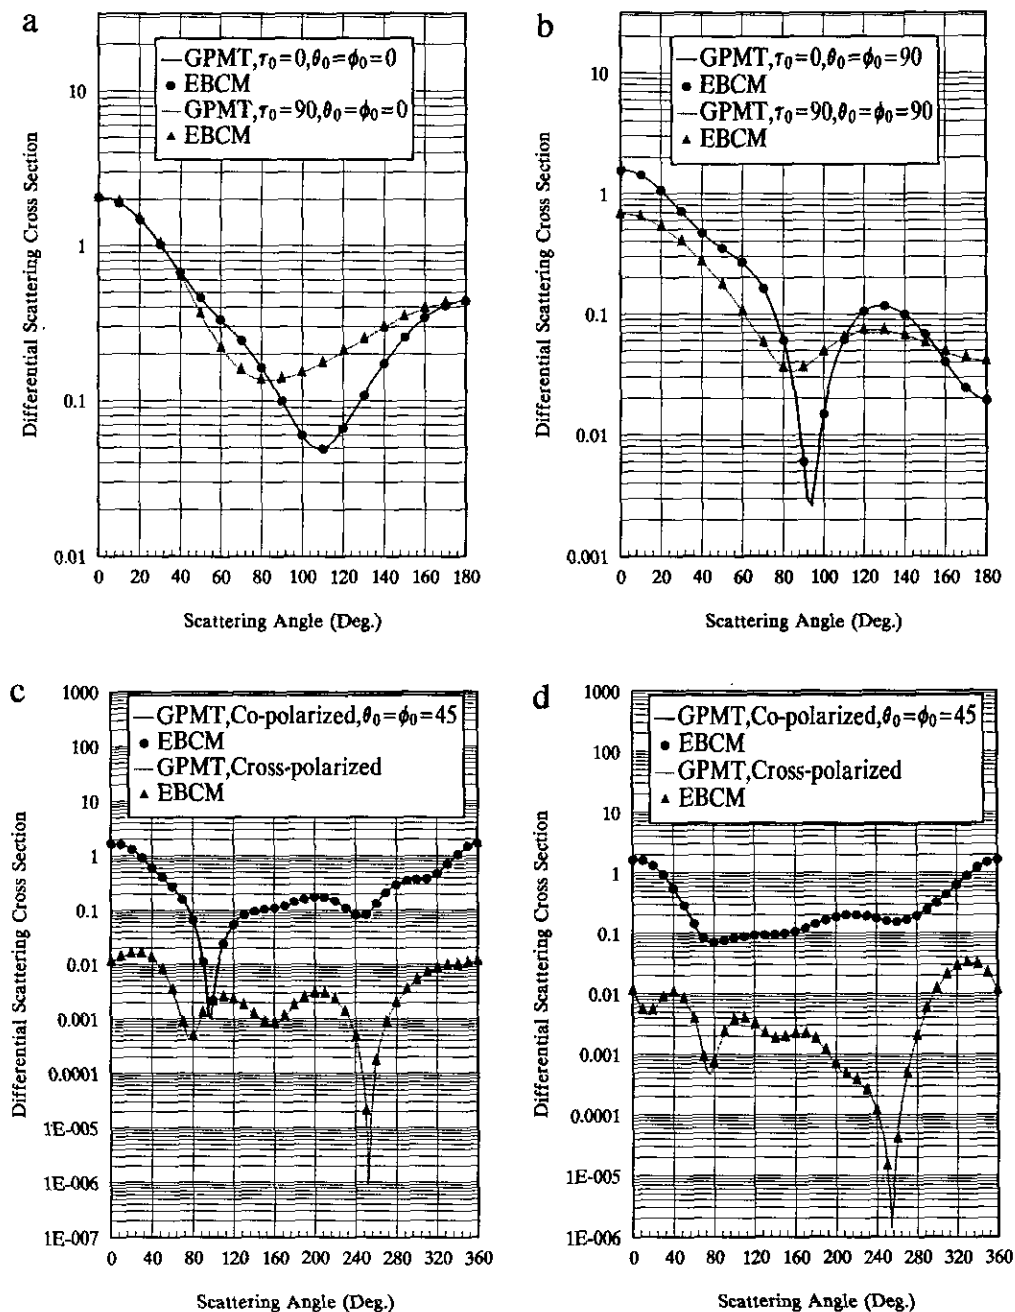 a
GPMT,τ₀=0,θ₀=ϕ₀=0
EBCM
GPMT,τ₀=90,θ₀=ϕ₀=0
EBCM
Differential Scattering Cross Section
10
1
0.1
0.01
0 20 40 60 80 100 120 140 160 180
Scattering Angle (Deg.)
b
GPMT,τ₀=0,θ₀=ϕ₀=90
EBCM
GPMT,τ₀=90,θ₀=ϕ₀=90
EBCM
Differential Scattering Cross Section
10
1
0.1
0.01
0.001
0 20 40 60 80 100 120 140 160 180
Scattering Angle (Deg.)
c
GPMT,Co-polarized,θ₀=ϕ₀=45
EBCM
GPMT,Cross-polarized
EBCM
Differential Scattering Cross Section
1000
100
10
1
0.1
0.01
0.001
0.0001
1E-005
1E-006
1E-007
0 40 80 120 160 200 240 280 320 360
Scattering Angle (Deg.)
d
GPMT,Co-polarized,θ₀=ϕ₀=45
EBCM
GPMT,Cross-polarized
EBCM
Differential Scattering Cross Section
1000
100
10
1
0.1
0.01
0.001
0.0001
1E-005
1E-006
0 40 80 120 160 200 240 280 320 360
Scattering Angle (Deg.)